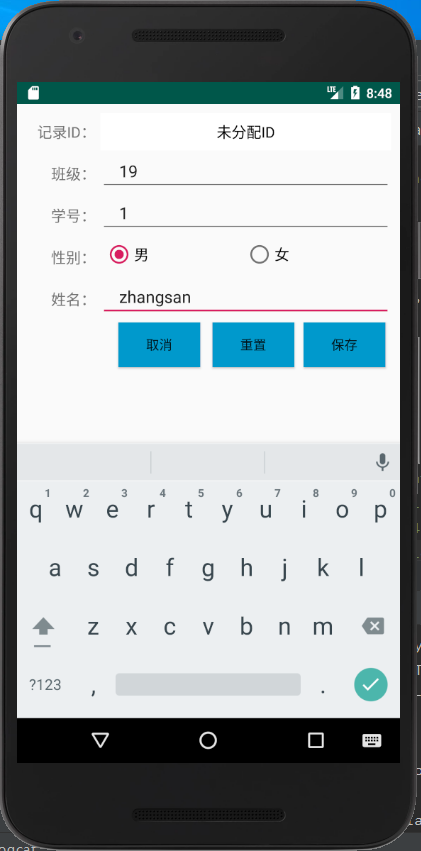 LTE 8:48
记录ID： 未分配ID
班级： 19
学号： 1
性别： 男 女
姓名： zhangsan
取消 重置 保存
1 2 3 4 5 6 7 8 9 0
q w e r t y u i o p
a s d f g h j k l
z x c v b n m
?123 , .